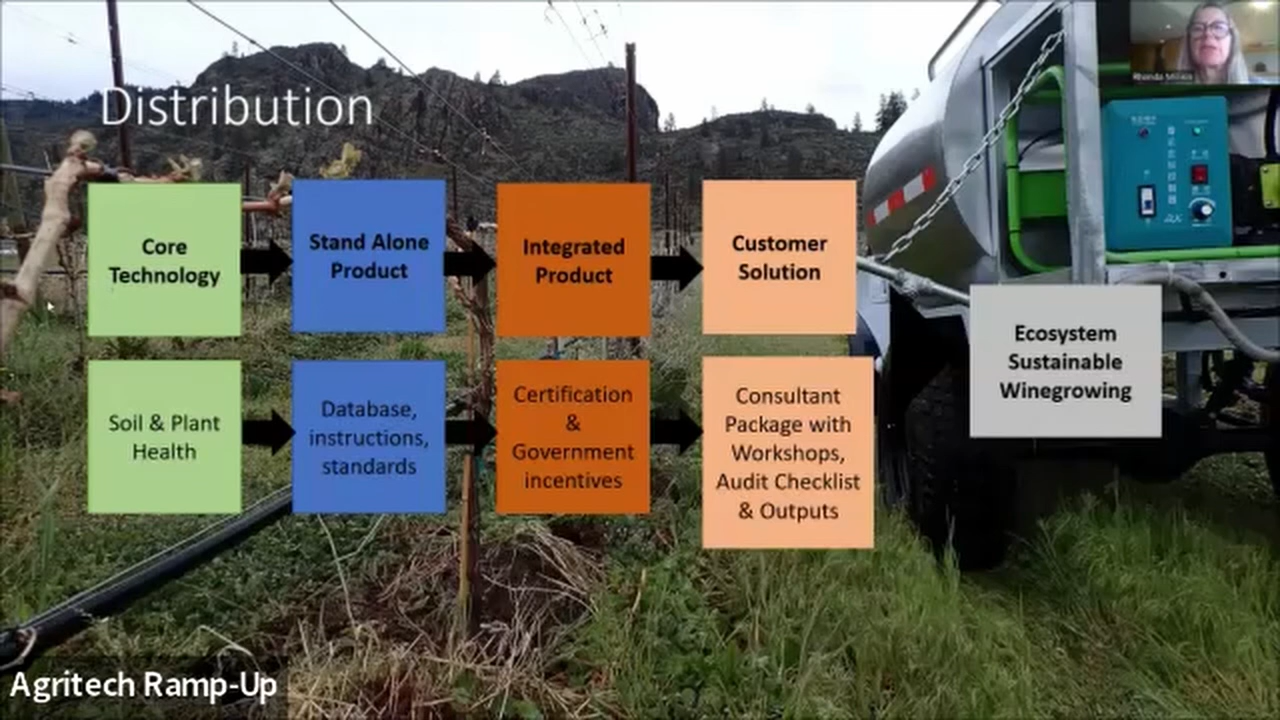 Distribution
Core
Technology
Stand Alone
Product
Integrated
Product
Customer
Solution
Ecosystem
Sustainable
Winegrowing
Soil & Plant
Health
Database,
instructions,
standards
Certification
&
Government
incentives
Consultant
Package with
Workshops,
Audit Checklist
& Outputs
Agritech Ramp-Up